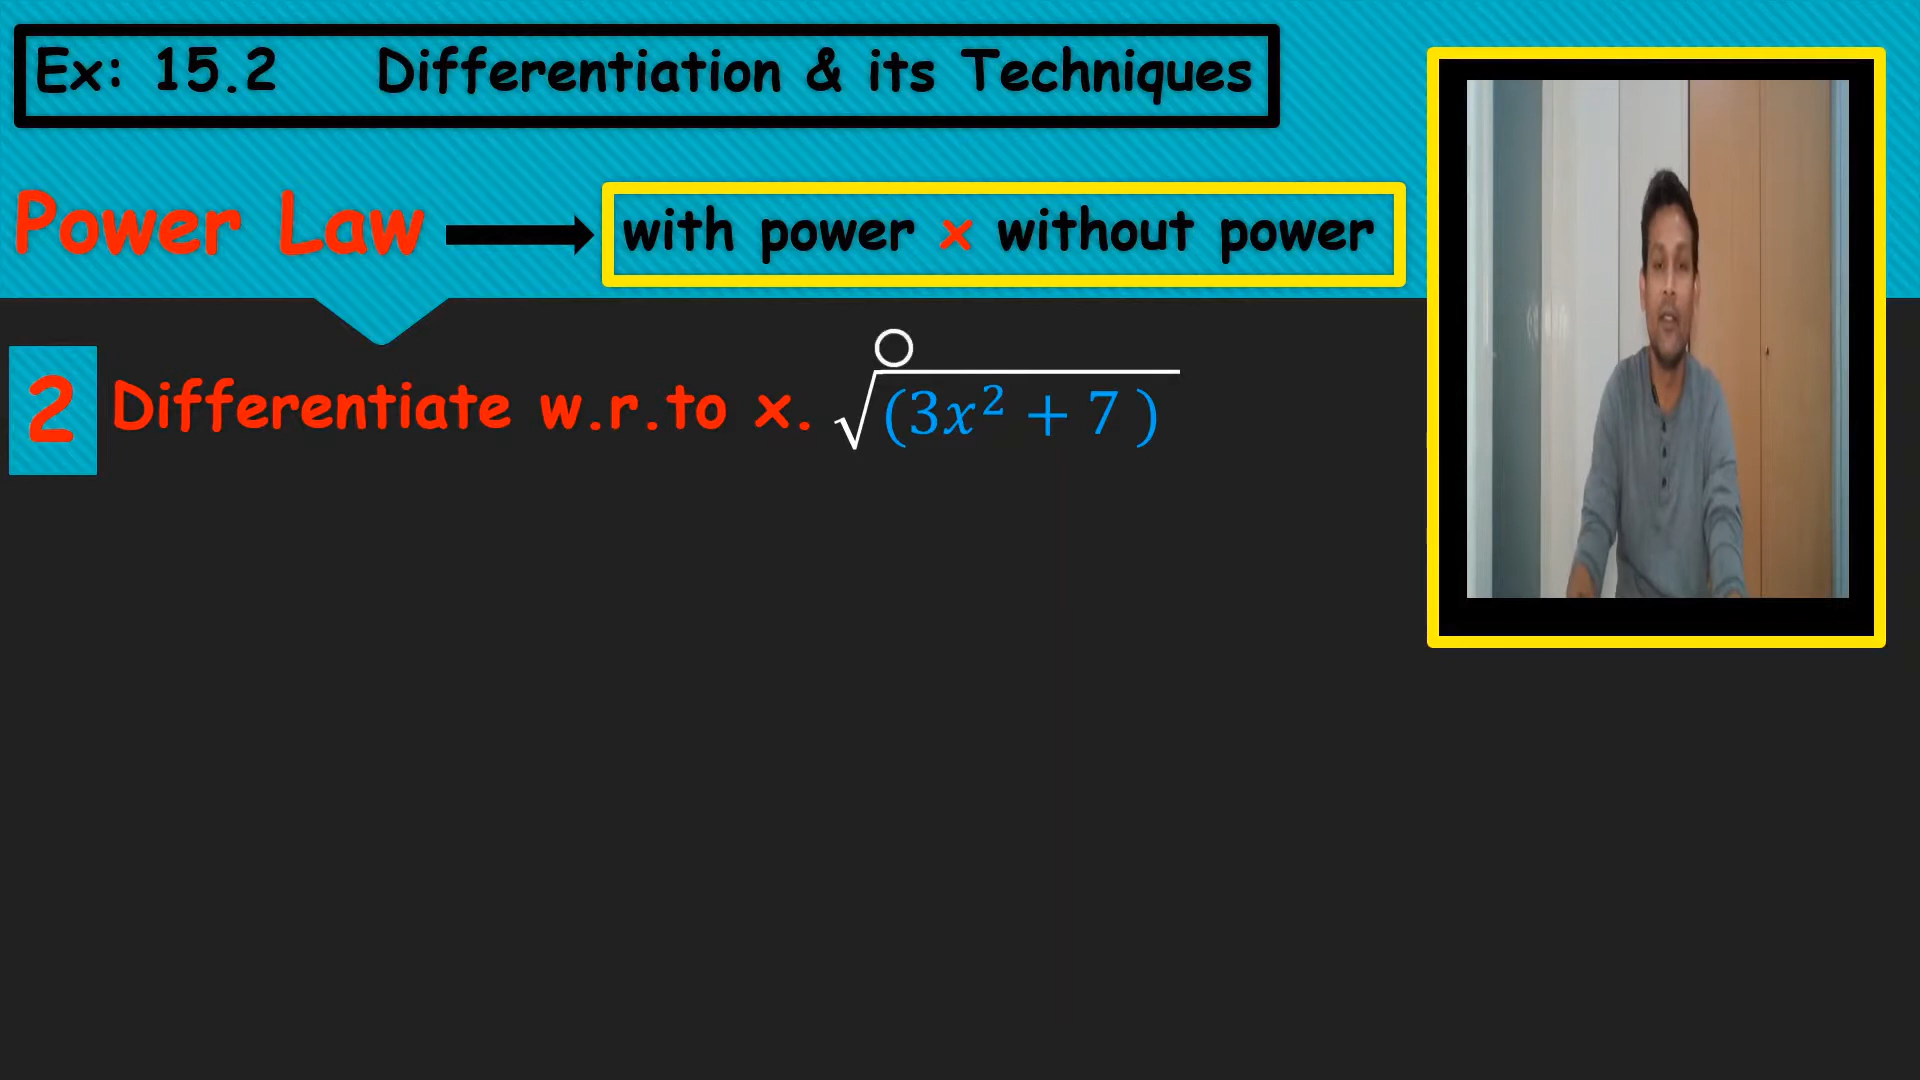 Ex: 15.2 Differentiation & its Techniques
Power Law → with power x without power
2 Differentiate w.r.to x. √(3x² + 7 )